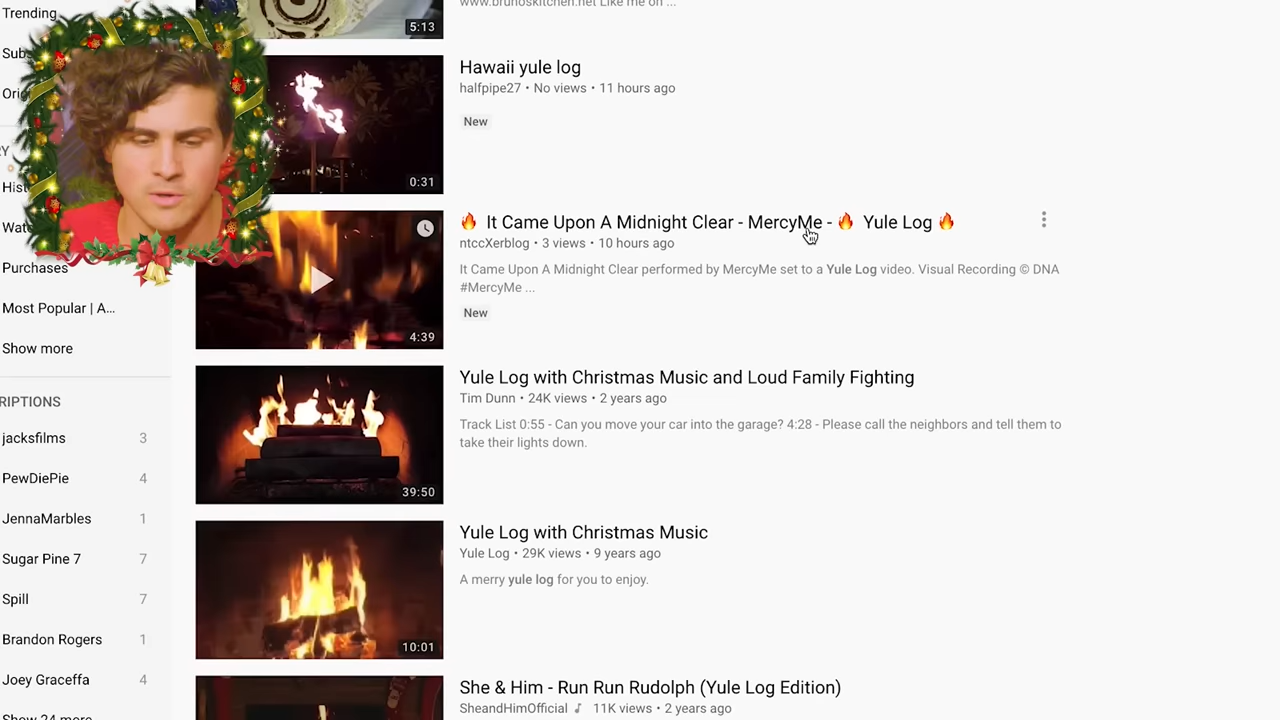 Trending
www.brunoskitchen.net Like me on ...
5:13
Sub
Hawaii yule log
halfpipe27 • No views • 11 hours ago
Orig
New
RY
0:31
Hist
Wat
Purchases
Most Popular | A...
Show more
🔥 It Came Upon A Midnight Clear - MercyMe - 🔥 Yule Log 🔥
ntccXerblog • 3 views • 10 hours ago
It Came Upon A Midnight Clear performed by MercyMe set to a Yule Log video. Visual Recording © DNA
#MercyMe ...
New
4:39
RIPTIONS
jacksfilms 3
PewDiePie 4
JennaMarbles 1
Sugar Pine 7 7
Spill 7
Brandon Rogers 1
Joey Graceffa 4
Yule Log with Christmas Music and Loud Family Fighting
Tim Dunn • 24K views • 2 years ago
Track List 0:55 - Can you move your car into the garage? 4:28 - Please call the neighbors and tell them to
take their lights down.
39:50
Yule Log with Christmas Music
Yule Log • 29K views • 9 years ago
A merry yule log for you to enjoy.
10:01
She & Him - Run Run Rudolph (Yule Log Edition)
SheandHimOfficial ♪ 11K views • 2 years ago
Show 24 more